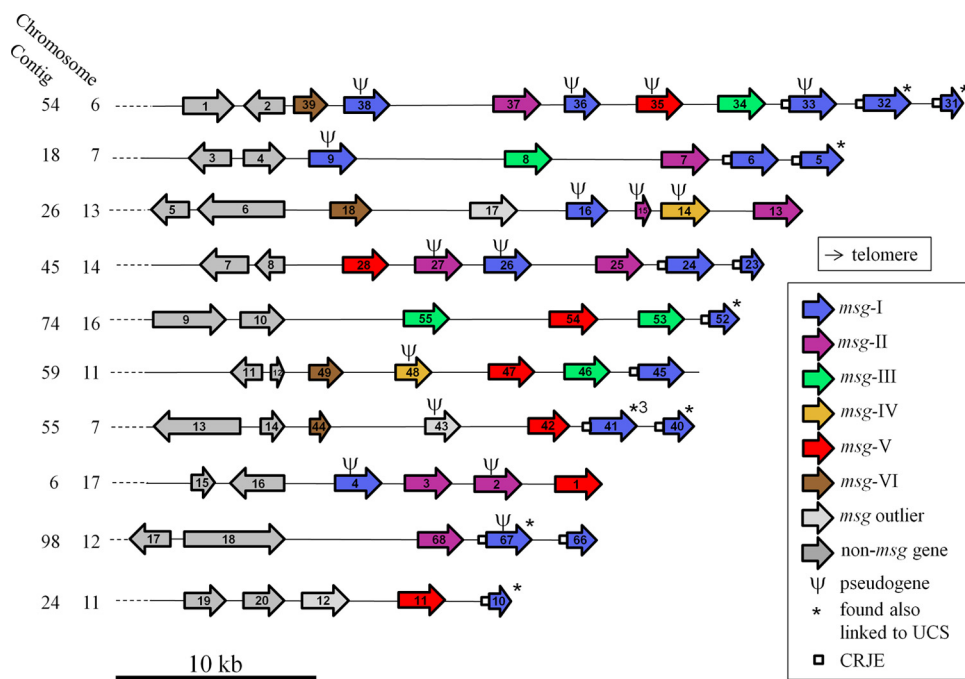 Chromosome
Contig
ψ ψ ψ ψ
54 6 1 2 39 38 37 36 35 34 33 32 * 31 *
ψ
18 7 3 4 9 8 7 6 5 *
ψ ψ ψ
26 13 5 6 18 17 16 15 14 13
→ telomere
ψ ψ
45 14 7 8 28 27 26 25 24 23
74 16 9 10 55 54 53 52 *
ψ
59 11 11 12 49 48 47 46 45
ψ
55 7 13 14 44 43 42 41 *3 40 *
ψ ψ
6 17 15 16 4 3 2 1
ψ
98 12 17 18 68 67 * 66
24 11 19 20 12 11 10 *
10 kb
msg-I
msg-II
msg-III
msg-IV
msg-V
msg-VI
msg outlier
non-msg gene
ψ pseudogene
* found also
linked to UCS
CRJE